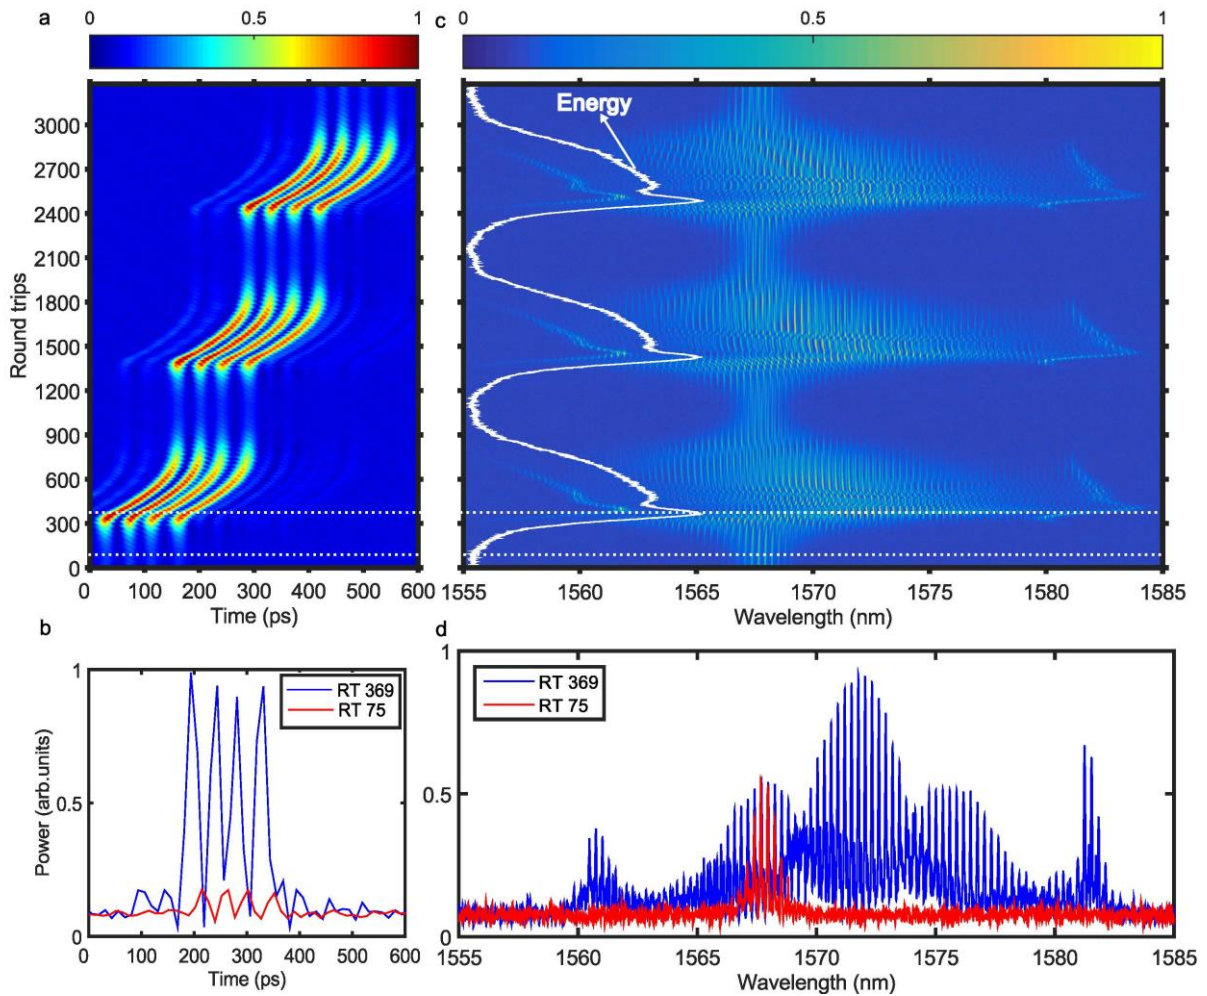 a
0 0.5 1
c
0 0.5 1
Energy
Round trips
3000
2700
2400
2100
1800
1500
1200
900
600
300
0
0 100 200 300 400 500 600
Time (ps)
1555 1560 1565 1570 1575 1580 1585
Wavelength (nm)
b
Power (arb.units)
1
0.5
0
RT 369
RT 75
0 100 200 300 400 500 600
Time (ps)
d
1
0.5
0
RT 369
RT 75
1555 1560 1565 1570 1575 1580 1585
Wavelength (nm)